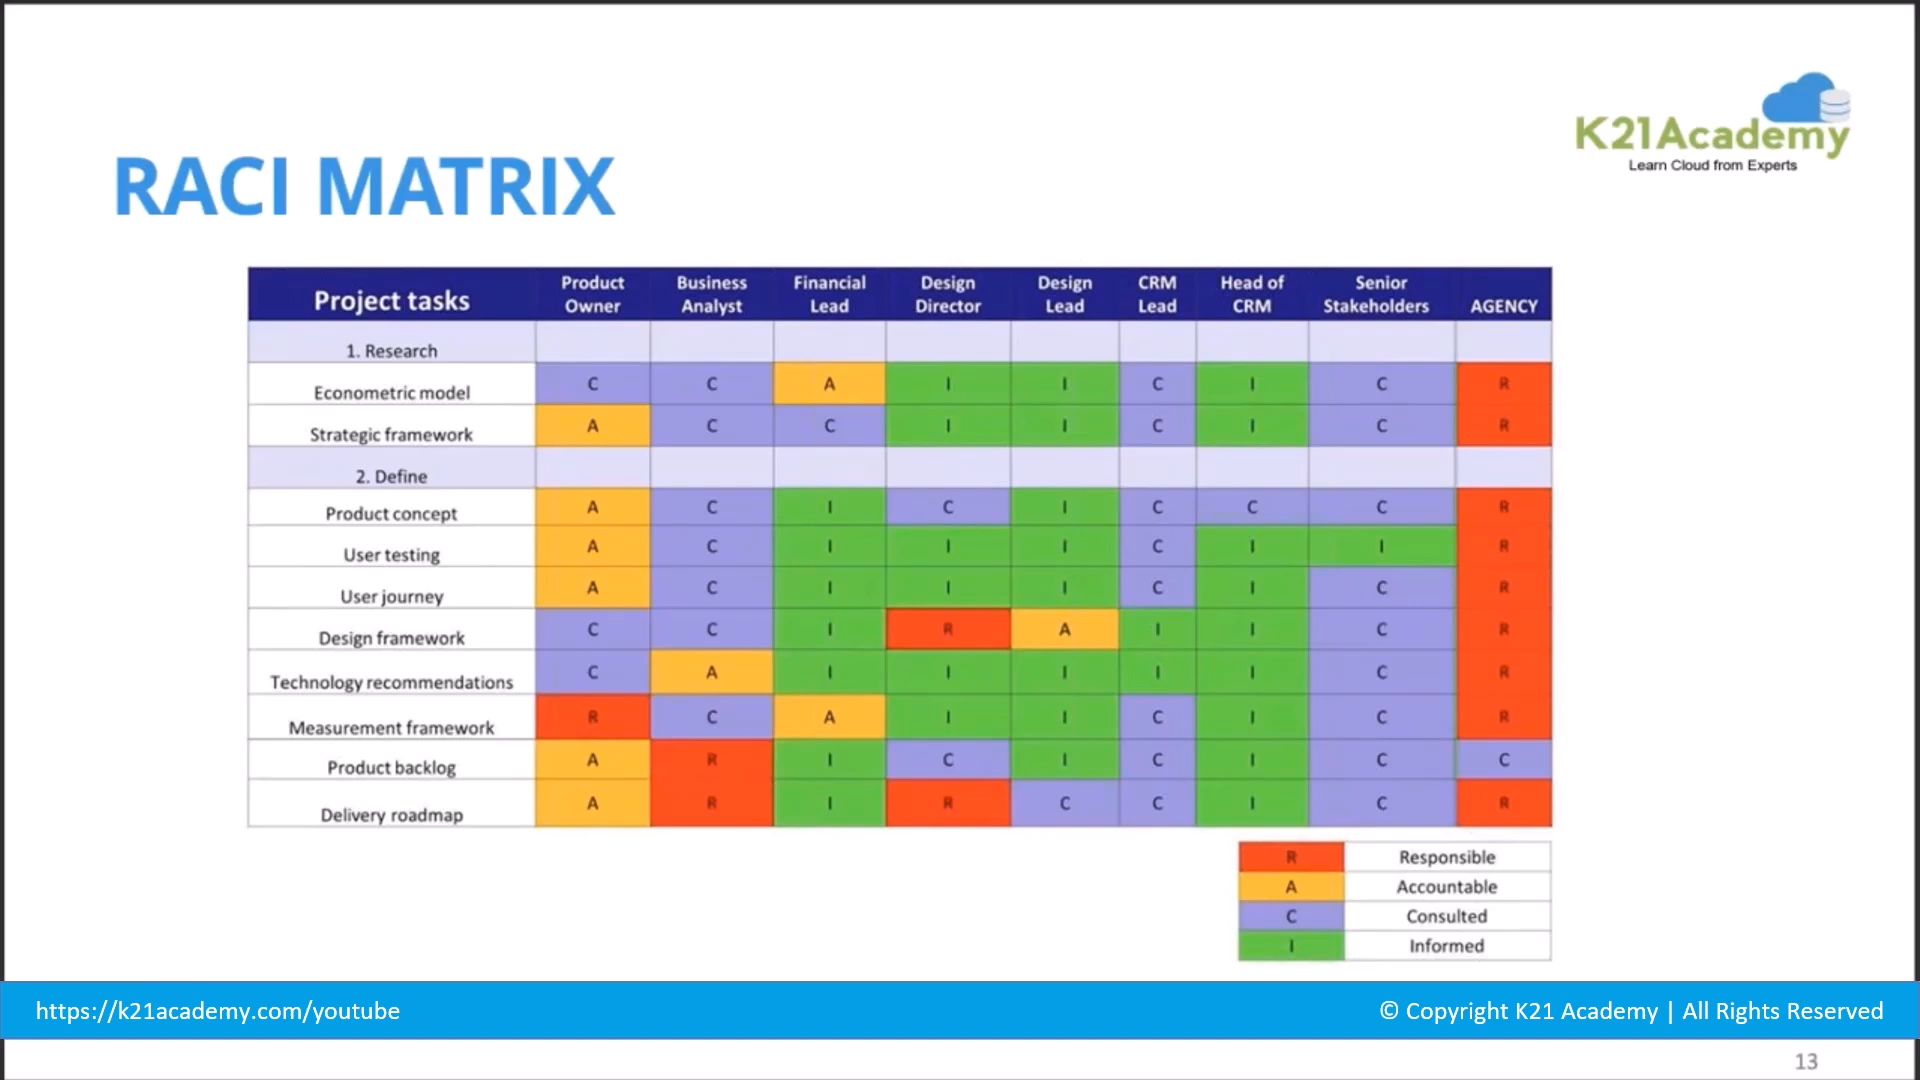 K21Academy
Learn Cloud from Experts
RACI MATRIX
Project tasks Product Owner Business Analyst Financial Lead Design Director Design Lead CRM Lead Head of CRM Senior Stakeholders AGENCY
1. Research
Econometric model C C A I I C I C R
Strategic framework A C C I I C I C R
2. Define
Product concept A C I C I C C C R
User testing A C I I I C I I R
User journey A C I I I C I C R
Design framework C C I R A I I C R
Technology recommendations C A I I I I I C R
Measurement framework R C A I I C I C R
Product backlog A R I C I C I C C
Delivery roadmap A R I R C C I C R
R Responsible
A Accountable
C Consulted
I Informed
https://k21academy.com/youtube
© Copyright K21 Academy | All Rights Reserved
13